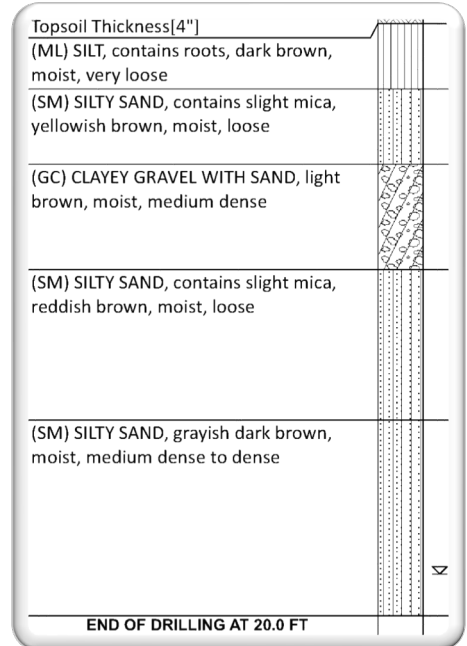 Topsoil Thickness[4"]
(ML) SILT, contains roots, dark brown,
moist, very loose
(SM) SILTY SAND, contains slight mica,
yellowish brown, moist, loose
(GC) CLAYEY GRAVEL WITH SAND, light
brown, moist, medium dense
(SM) SILTY SAND, contains slight mica,
reddish brown, moist, loose
(SM) SILTY SAND, grayish dark brown,
moist, medium dense to dense
END OF DRILLING AT 20.0 FT